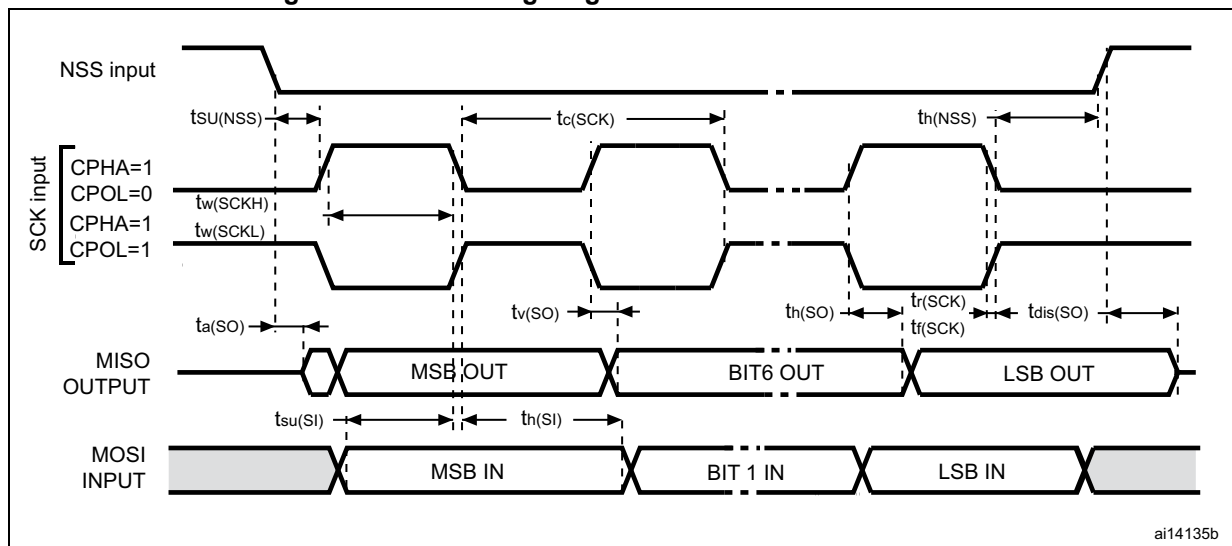 NSS input
tSU(NSS)
tc(SCK)
th(NSS)
SCK input
CPHA=1
CPOL=0
tw(SCKH)
CPHA=1
tw(SCKL)
CPOL=1
ta(SO)
tv(SO)
th(SO)
tr(SCK)
tf(SCK)
tdis(SO)
MISO
OUTPUT
MSB OUT
BIT6 OUT
LSB OUT
tsu(SI)
th(SI)
MOSI
INPUT
MSB IN
BIT 1 IN
LSB IN
ai14135b